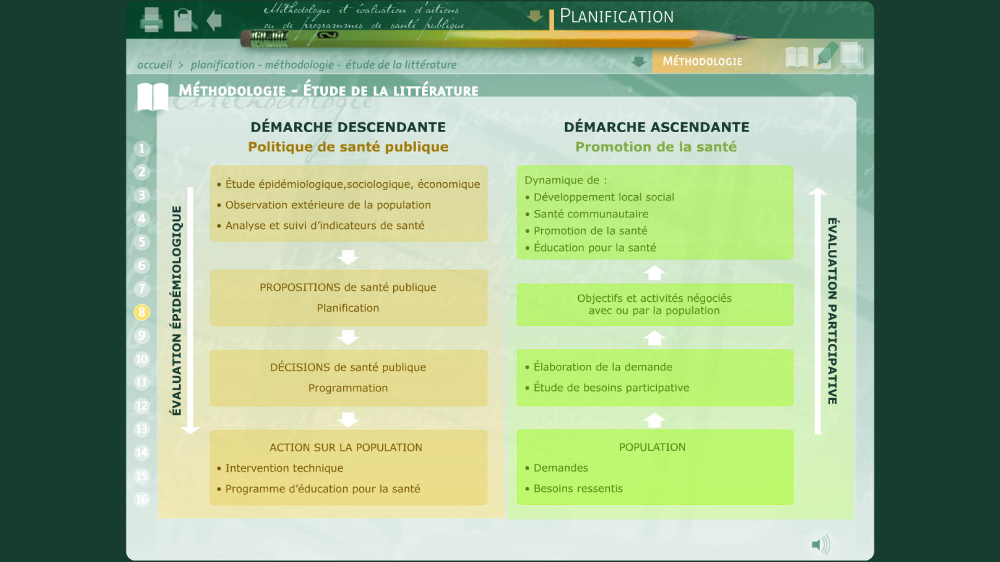 Méthodologie et évaluation d'actions
ou de programmes de santé publique
PLANIFICATION
accueil > planification - méthodologie - étude de la littérature
MÉTHODOLOGIE
MÉTHODOLOGIE – ÉTUDE DE LA LITTÉRATURE
Méthodologie
DÉMARCHE DESCENDANTE
Politique de santé publique
1
2
3
4
5
6
7
8
9
10
11
12
13
14
15
16
ÉVALUATION ÉPIDÉMIOLOGIQUE
• Étude épidémiologique,sociologique, économique
• Observation extérieure de la population
• Analyse et suivi d’indicateurs de santé
PROPOSITIONS de santé publique
Planification
DÉCISIONS de santé publique
Programmation
ACTION SUR LA POPULATION
• Intervention technique
• Programme d’éducation pour la santé
DÉMARCHE ASCENDANTE
Promotion de la santé
Dynamique de :
• Développement local social
• Santé communautaire
• Promotion de la santé
• Éducation pour la santé
Objectifs et activités négociés
avec ou par la population
• Élaboration de la demande
• Étude de besoins participative
POPULATION
• Demandes
• Besoins ressentis
ÉVALUATION PARTICIPATIVE